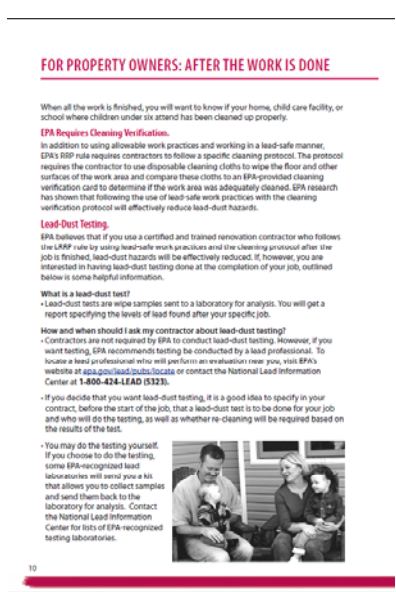 FOR PROPERTY OWNERS: AFTER THE WORK IS DONE
When all the work is finished, you will want to know if your home, child care facility, or
school where children under six attend has been cleaned up properly.
EPA Requires Cleaning Verification.
In addition to using allowable work practices and working in a lead-safe manner,
EPA's RRP rule requires contractors to follow a specific cleaning protocol. The protocol
requires the contractor to use disposable cleaning cloths to wipe the floor and other
surfaces of the work area and compare these cloths to an EPA-provided cleaning
verification card to determine if the work area was adequately cleaned. EPA research
has shown that following the use of lead-safe work practices with the cleaning
verification protocol will effectively reduce lead-dust hazards.
Lead-Dust Testing.
EPA believes that if you use a certified and trained renovation contractor who follows
the LRRP rule by using lead-safe work practices and the cleaning protocol after the
job is finished, lead-dust hazards will be effectively reduced. If, however, you are
interested in having lead-dust testing done at the completion of your job, outlined
below is some helpful information.
What is a lead-dust test?
• Lead-dust tests are wipe samples sent to a laboratory for analysis. You will get a
report specifying the levels of lead found after your specific job.
How and when should I ask my contractor about lead-dust testing?
• Contractors are not required by EPA to conduct lead-dust testing. However, if you
want testing, EPA recommends testing be conducted by a lead professional. To
locate a lead professional who will perform an evaluation near you, visit EPA's
website at epa.gov/lead/pubs/locate or contact the National Lead Information
Center at 1-800-424-LEAD (5323).
• If you decide that you want lead-dust testing, it is a good idea to specify in your
contract, before the start of the job, that a lead-dust test is to be done for your job
and who will do the testing, as well as whether re-cleaning will be required based on
the results of the test.
• You may do the testing yourself.
If you choose to do the testing,
some EPA-recognized lead
laboratories will send you a kit
that allows you to collect samples
and send them back to the
laboratory for analysis. Contact
the National Lead Information
Center for lists of EPA-recognized
testing laboratories.
10